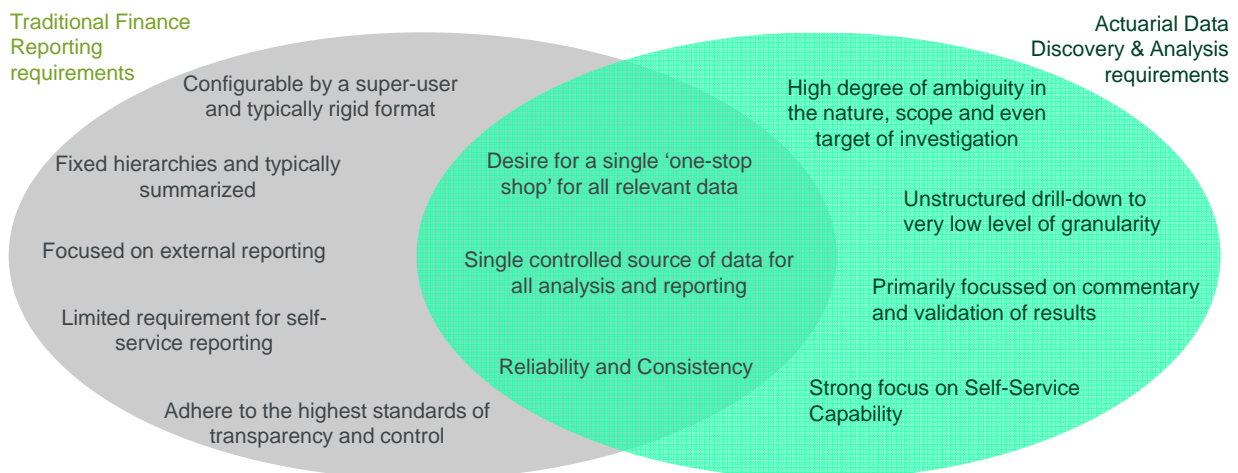 Traditional Finance
Reporting
requirements
Configurable by a super-user
and typically rigid format
Fixed hierarchies and typically
summarized
Focused on external reporting
Limited requirement for self-
service reporting
Adhere to the highest standards of
transparency and control
Desire for a single ‘one-stop
shop’ for all relevant data
Single controlled source of data for
all analysis and reporting
Reliability and Consistency
Actuarial Data
Discovery & Analysis
requirements
High degree of ambiguity in
the nature, scope and even
target of investigation
Unstructured drill-down to
very low level of granularity
Primarily focussed on commentary
and validation of results
Strong focus on Self-Service
Capability